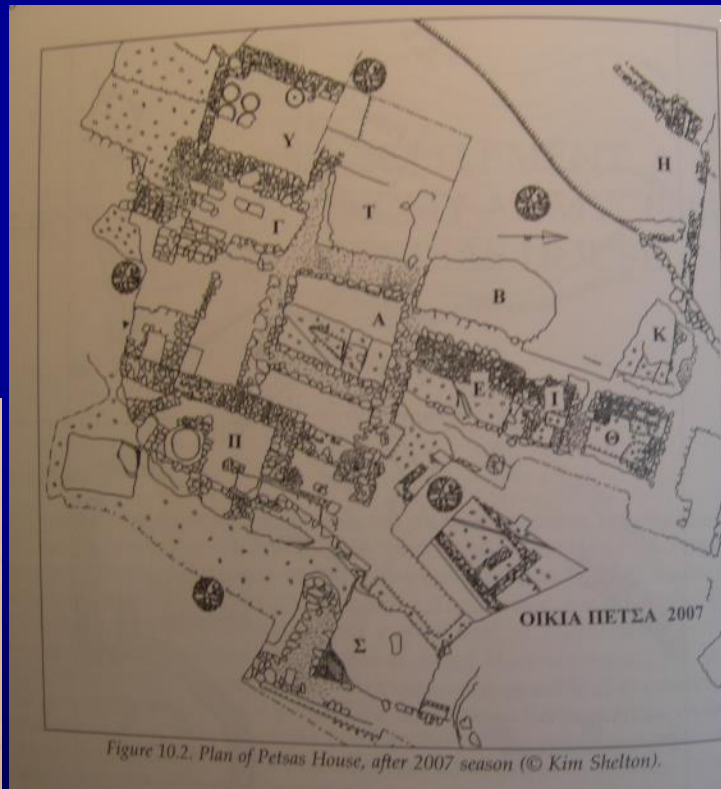 Υ
Η
Τ
Γ
Β
Α
Κ
Ε
Ι
Θ
Π
ΟΙΚΙΑ ΠΕΤΣΑ 2007
Σ
Figure 10.2. Plan of Petsas House, after 2007 season (© Kim Shelton).